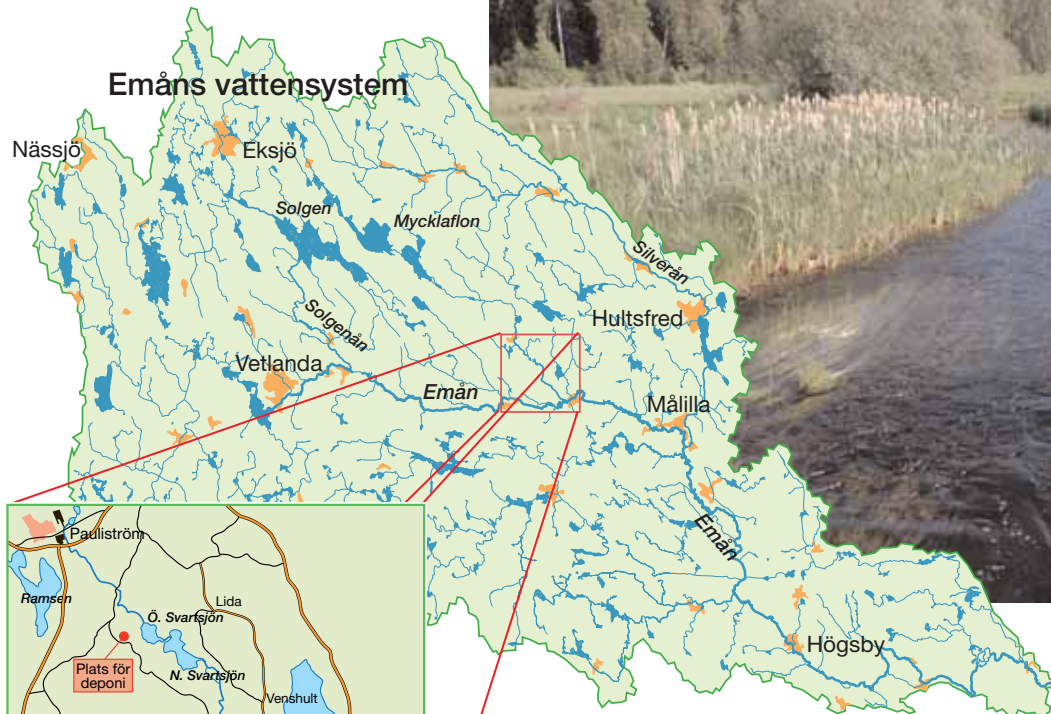 Emåns vattensystem
Nässjö
Eksjö
Solgen
Mycklaflon
Silverån
Hultsfred
Solgenån
Vetlanda
Emån
Målilla
Emån
Högsby
Pauliström
Ramsen
Lida
Ö. Svartsjön
Plats för
deponi
N. Svartsjön
Venshult